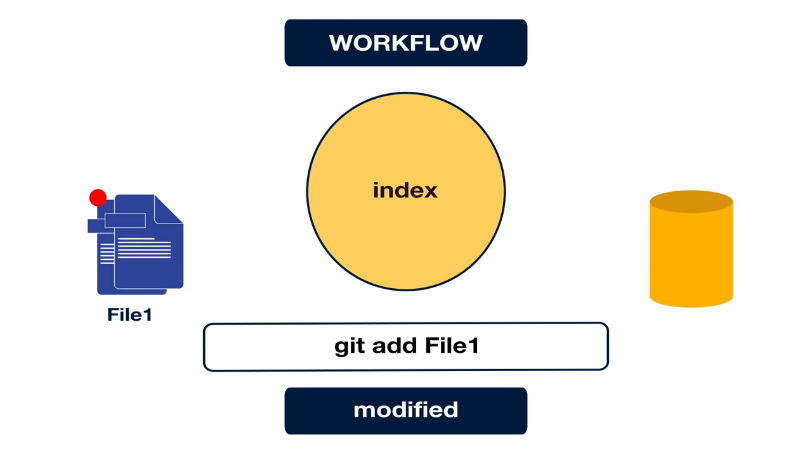 WORKFLOW
index
File1
git add File1
modified